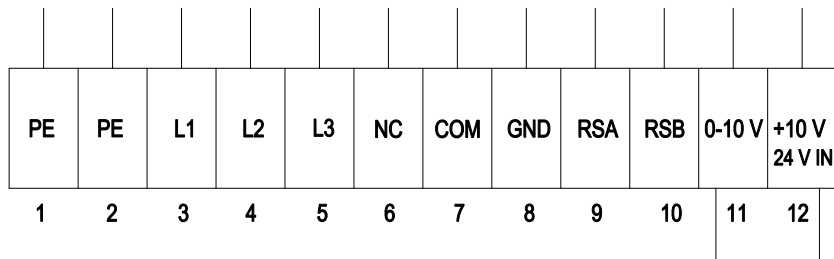 PE PE L1 L2 L3 NC COM GND RSA RSB 0-10 V +10 V
24 V IN
1 2 3 4 5 6 7 8 9 10 11 12